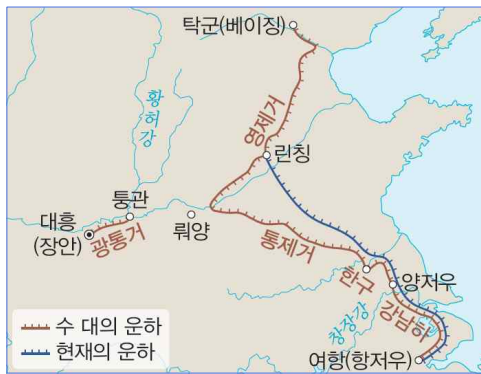 탁군(베이징)
황허강
영제거
린칭
퉁관
대흥
(장안)
광통거
뤄양
통제거
한구
양저우
창장강
강남하
여항(항저우)
수 대의 운하
현재의 운하